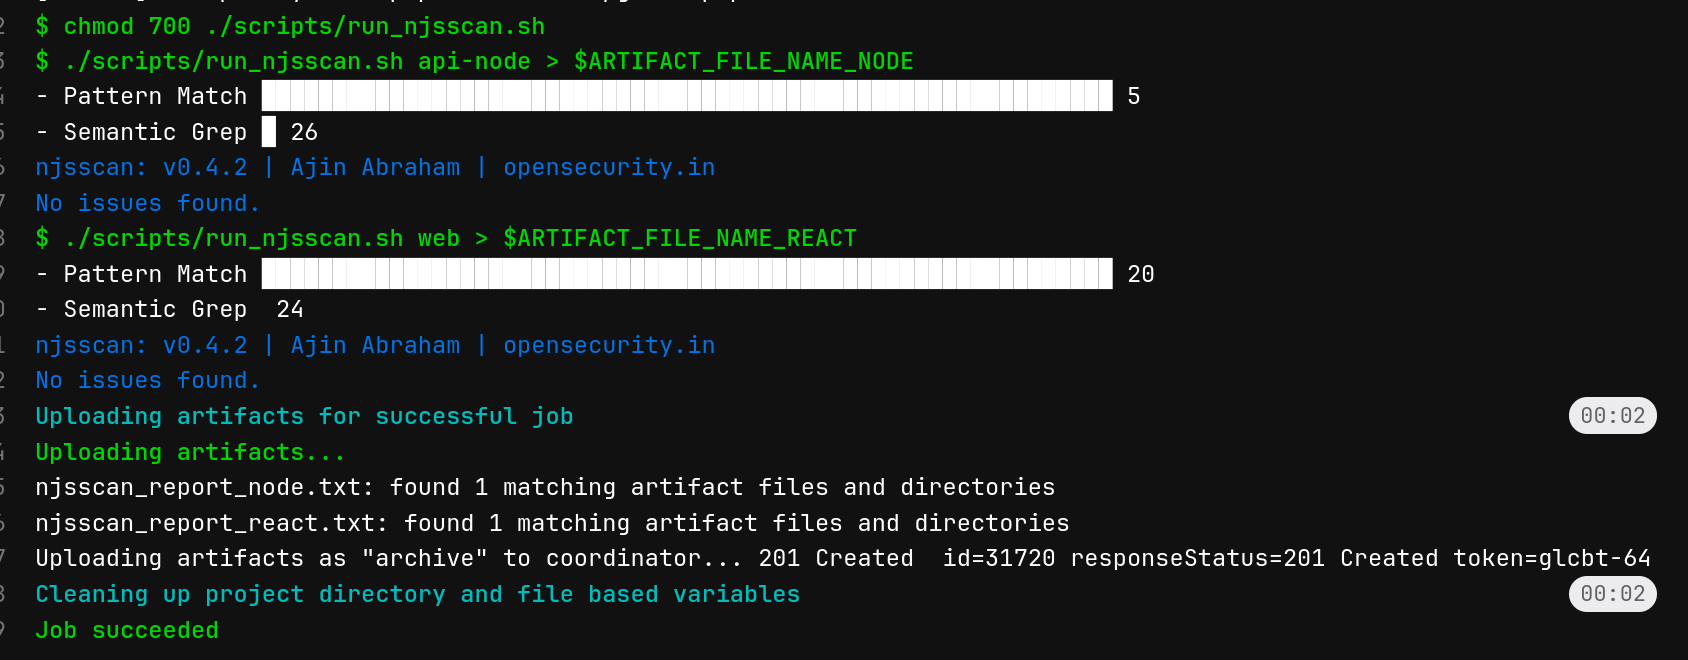 $ chmod 700 ./scripts/run_njsscan.sh
$ ./scripts/run_njsscan.sh api-node > $ARTIFACT_FILE_NAME_NODE
- Pattern Match 5
- Semantic Grep 26
njsscan: v0.4.2 | Ajin Abraham | opensecurity.in
No issues found.
$ ./scripts/run_njsscan.sh web > $ARTIFACT_FILE_NAME_REACT
- Pattern Match 20
- Semantic Grep 24
njsscan: v0.4.2 | Ajin Abraham | opensecurity.in
No issues found.
Uploading artifacts for successful job 00:02
Uploading artifacts...
njsscan_report_node.txt: found 1 matching artifact files and directories
njsscan_report_react.txt: found 1 matching artifact files and directories
Uploading artifacts as "archive" to coordinator... 201 Created  id=31720 responseStatus=201 Created token=glcbt-64
Cleaning up project directory and file based variables 00:02
Job succeeded